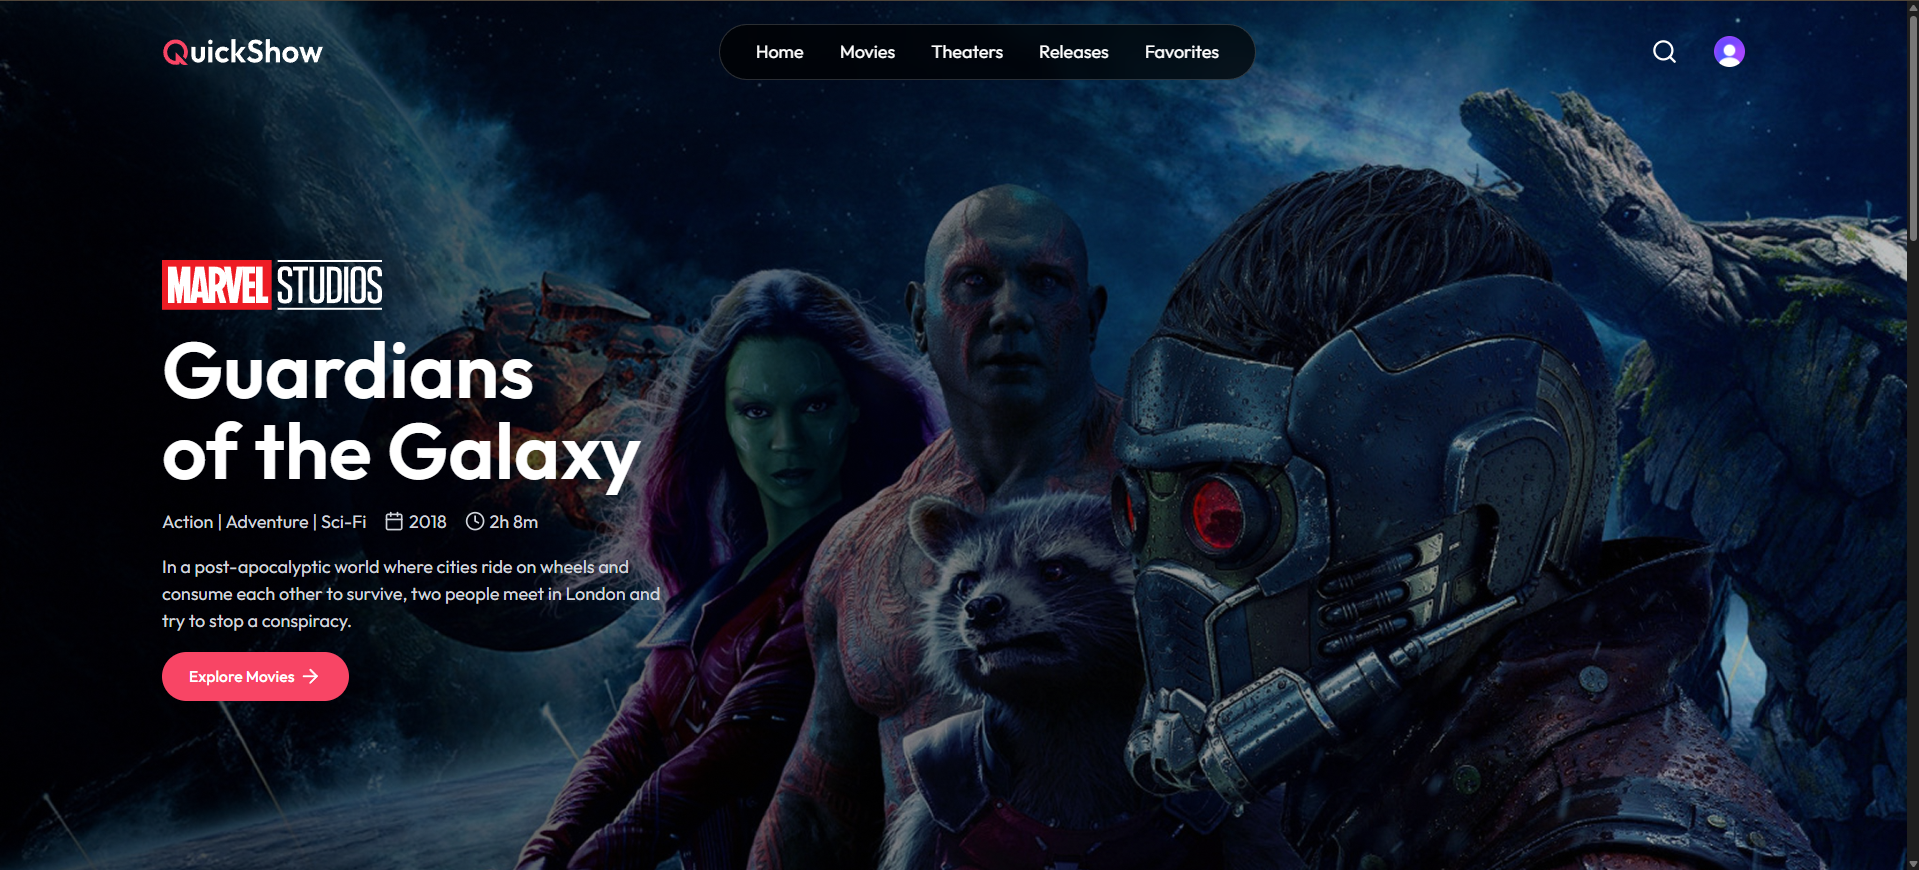 QuickShow
Home Movies Theaters Releases Favorites
MARVEL STUDIOS
Guardians
of the Galaxy
Action | Adventure | Sci-Fi 2018 2h 8m
In a post-apocalyptic world where cities ride on wheels and
consume each other to survive, two people meet in London and
try to stop a conspiracy.
Explore Movies →